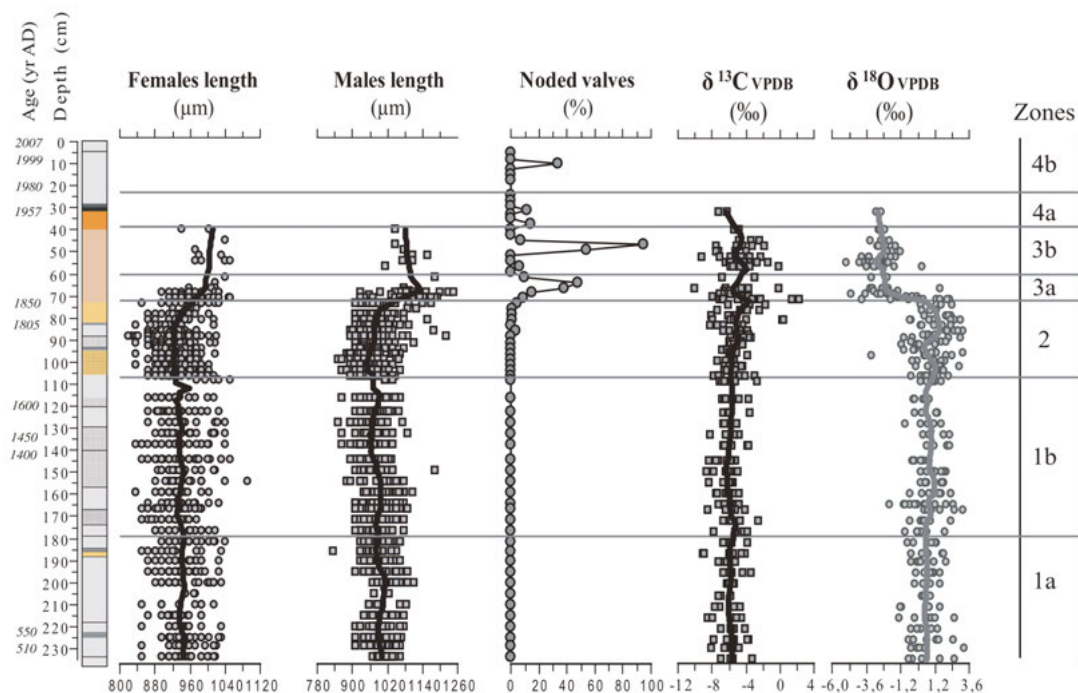 Age (yr AD)
Depth (cm)
Females length
(µm)
Males length
(µm)
Noded valves
(%)
δ ¹³C VPDB
(‰)
δ ¹⁸O VPDB
(‰)
Zones
2007
1999
1980
1957
1850
1805
1600
1450
1400
550
510
0
10
20
30
40
50
60
70
80
90
100
110
120
130
140
150
160
170
180
190
200
210
220
230
4b
4a
3b
3a
2
1b
1a
800 880 960 1040 1120
780 900 1020 1140 1260
0 20 40 60 80 100
-12 -8 -4 0 4
-6,0 -3,6 -1,2 1,2 3,6